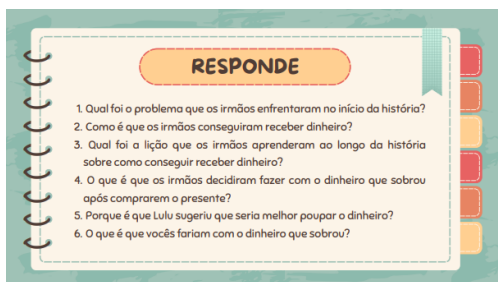 RESPONDE
1. Qual foi o problema que os irmãos enfrentaram no início da história?
2. Como é que os irmãos conseguiram receber dinheiro?
3. Qual foi a lição que os irmãos aprenderam ao longo da história
sobre como conseguir receber dinheiro?
4. O que é que os irmãos decidiram fazer com o dinheiro que sobrou
após comprarem o presente?
5. Porque é que Lulu sugeriu que seria melhor poupar o dinheiro?
6. O que é que vocês fariam com o dinheiro que sobrou?